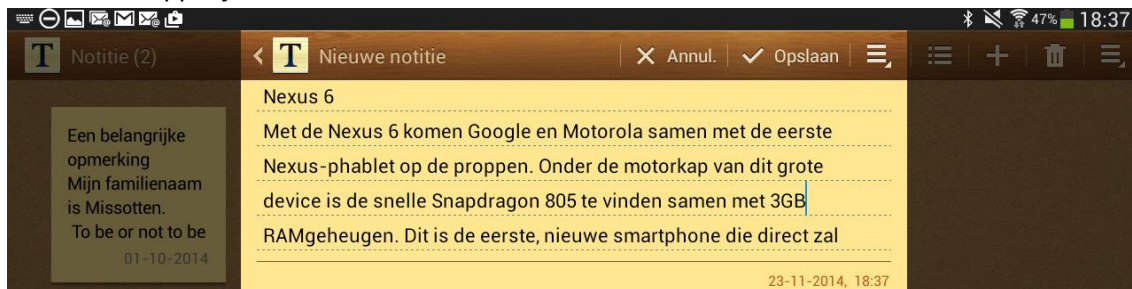 47% 18:37
T Notitie (2)
T Nieuwe notitie
Annul.
Opslaan
Een belangrijke
opmerking
Mijn familienaam
is Missotten.
To be or not to be
01-10-2014
Nexus 6
Met de Nexus 6 komen Google en Motorola samen met de eerste
Nexus-phablet op de proppen. Onder de motorkap van dit grote
device is de snelle Snapdragon 805 te vinden samen met 3GB
RAMgeheugen. Dit is de eerste, nieuwe smartphone die direct zal
23-11-2014, 18:37